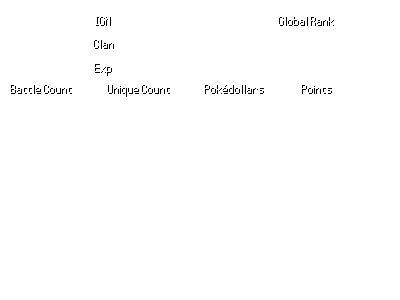 IGN Global Rank
Clan
Exp
Battle Count Unique Count Pokédollars Points